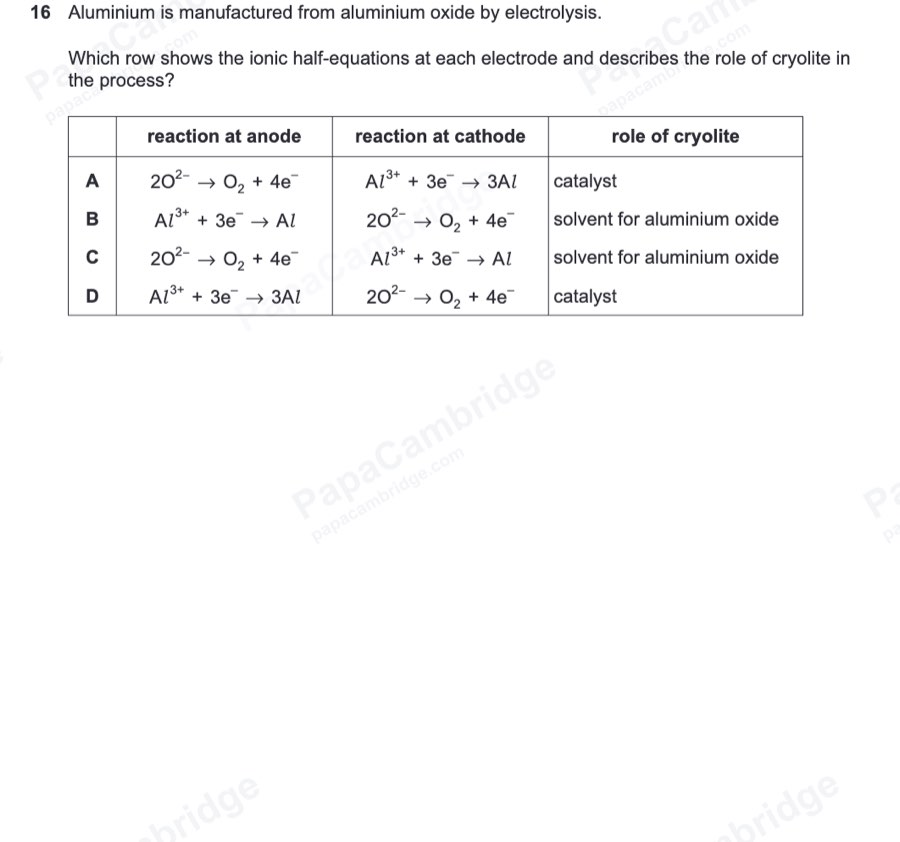 16 Aluminium is manufactured from aluminium oxide by electrolysis.
Which row shows the ionic half-equations at each electrode and describes the role of cryolite in
the process?
reaction at anode reaction at cathode role of cryolite
A 2O²⁻ → O₂ + 4e⁻ Al³⁺ + 3e⁻ → 3Al catalyst
B Al³⁺ + 3e⁻ → Al 2O²⁻ → O₂ + 4e⁻ solvent for aluminium oxide
C 2O²⁻ → O₂ + 4e⁻ Al³⁺ + 3e⁻ → Al solvent for aluminium oxide
D Al³⁺ + 3e⁻ → 3Al 2O²⁻ → O₂ + 4e⁻ catalyst
PapaCambridge
papacambridge.com
bridge
bridge